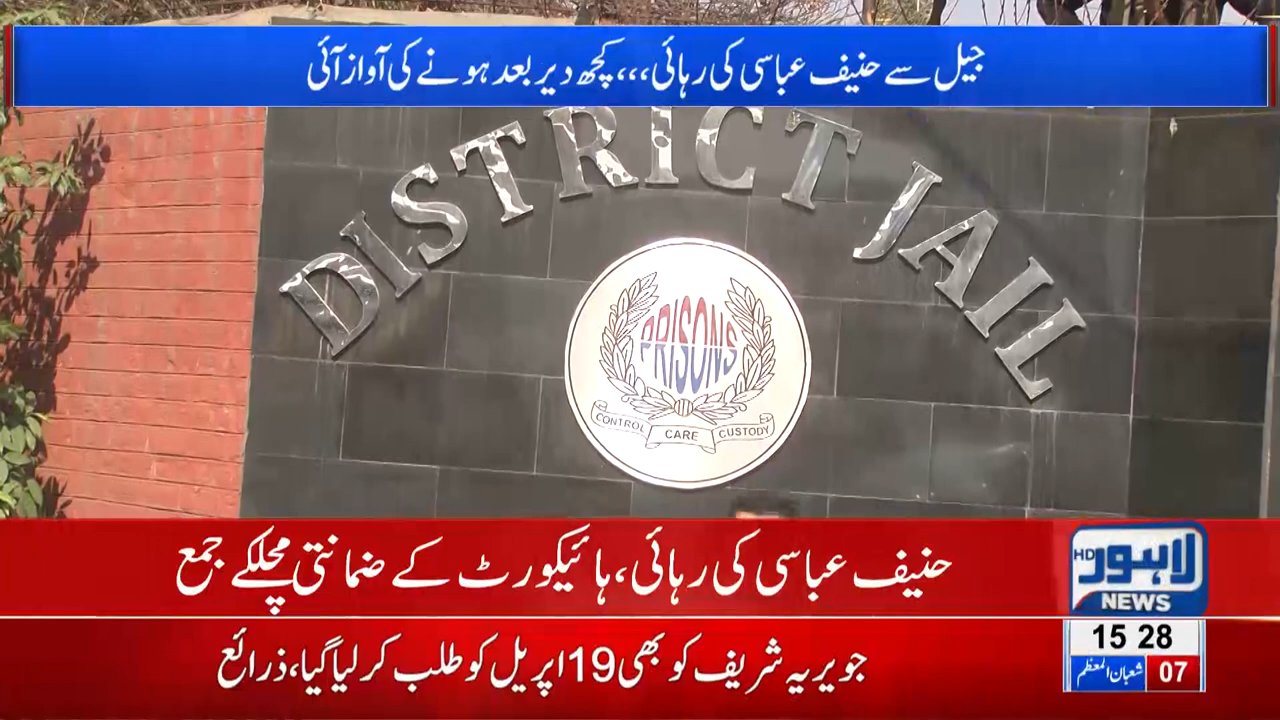 جیل سے حنیف عباسی کی رہائی،،،، کچھ دیر بعد ہونے کی آواز آئی
DISTRICT JAIL
PRISONS
CONTROL CARE CUSTODY
حنیف عباسی کی رہائی، ہائیکورٹ کے ضمانتی مچلکے جمع
HD لاہور
NEWS
جویریہ شریف کو بھی 19 اپریل کو طلب کر لیا گیا، ذرائع
15 28
شعبان المعظم 07